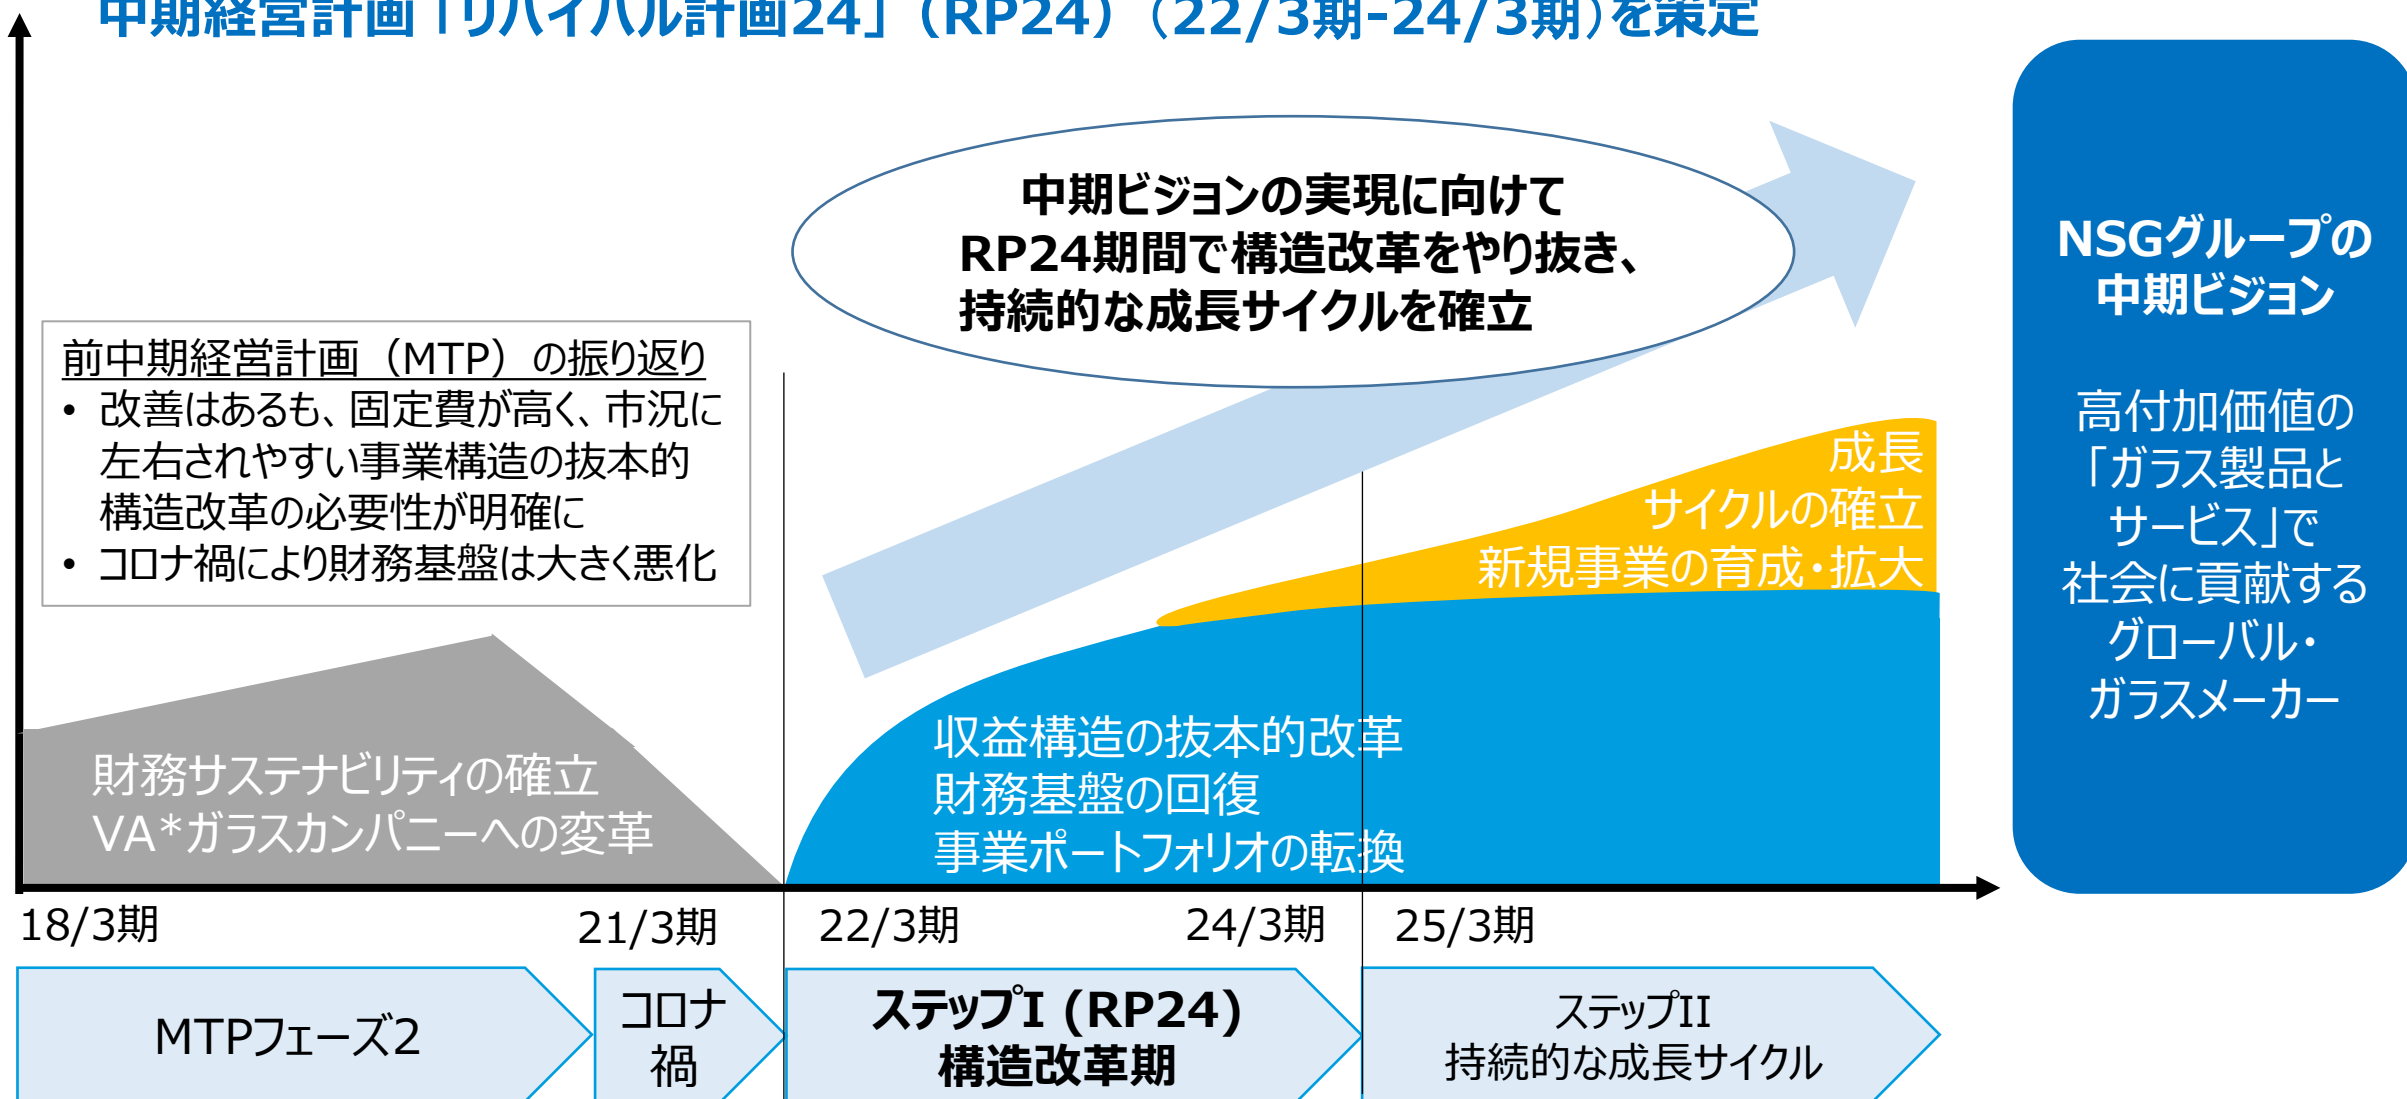 中期経営計画「リバイバル計画24」（RP24）（22/3期-24/3期）を策定
中期ビジョンの実現に向けて
RP24期間で構造改革をやり抜き、
持続的な成長サイクルを確立
前中期経営計画（MTP）の振り返り
• 改善はあるも、固定費が高く、市況に
左右されやすい事業構造の抜本的
構造改革の必要性が明確に
• コロナ禍により財務基盤は大きく悪化
成長
サイクルの確立
新規事業の育成・拡大
財務サステナビリティの確立
VA*ガラスカンパニーへの変革
収益構造の抜本的改革
財務基盤の回復
事業ポートフォリオの転換
18/3期
21/3期
22/3期
24/3期
25/3期
MTPフェーズ2
コロナ
禍
ステップI (RP24)
構造改革期
ステップII
持続的な成長サイクル
NSGグループの
中期ビジョン
高付加価値の
「ガラス製品と
サービス」で
社会に貢献する
グローバル・
ガラスメーカー